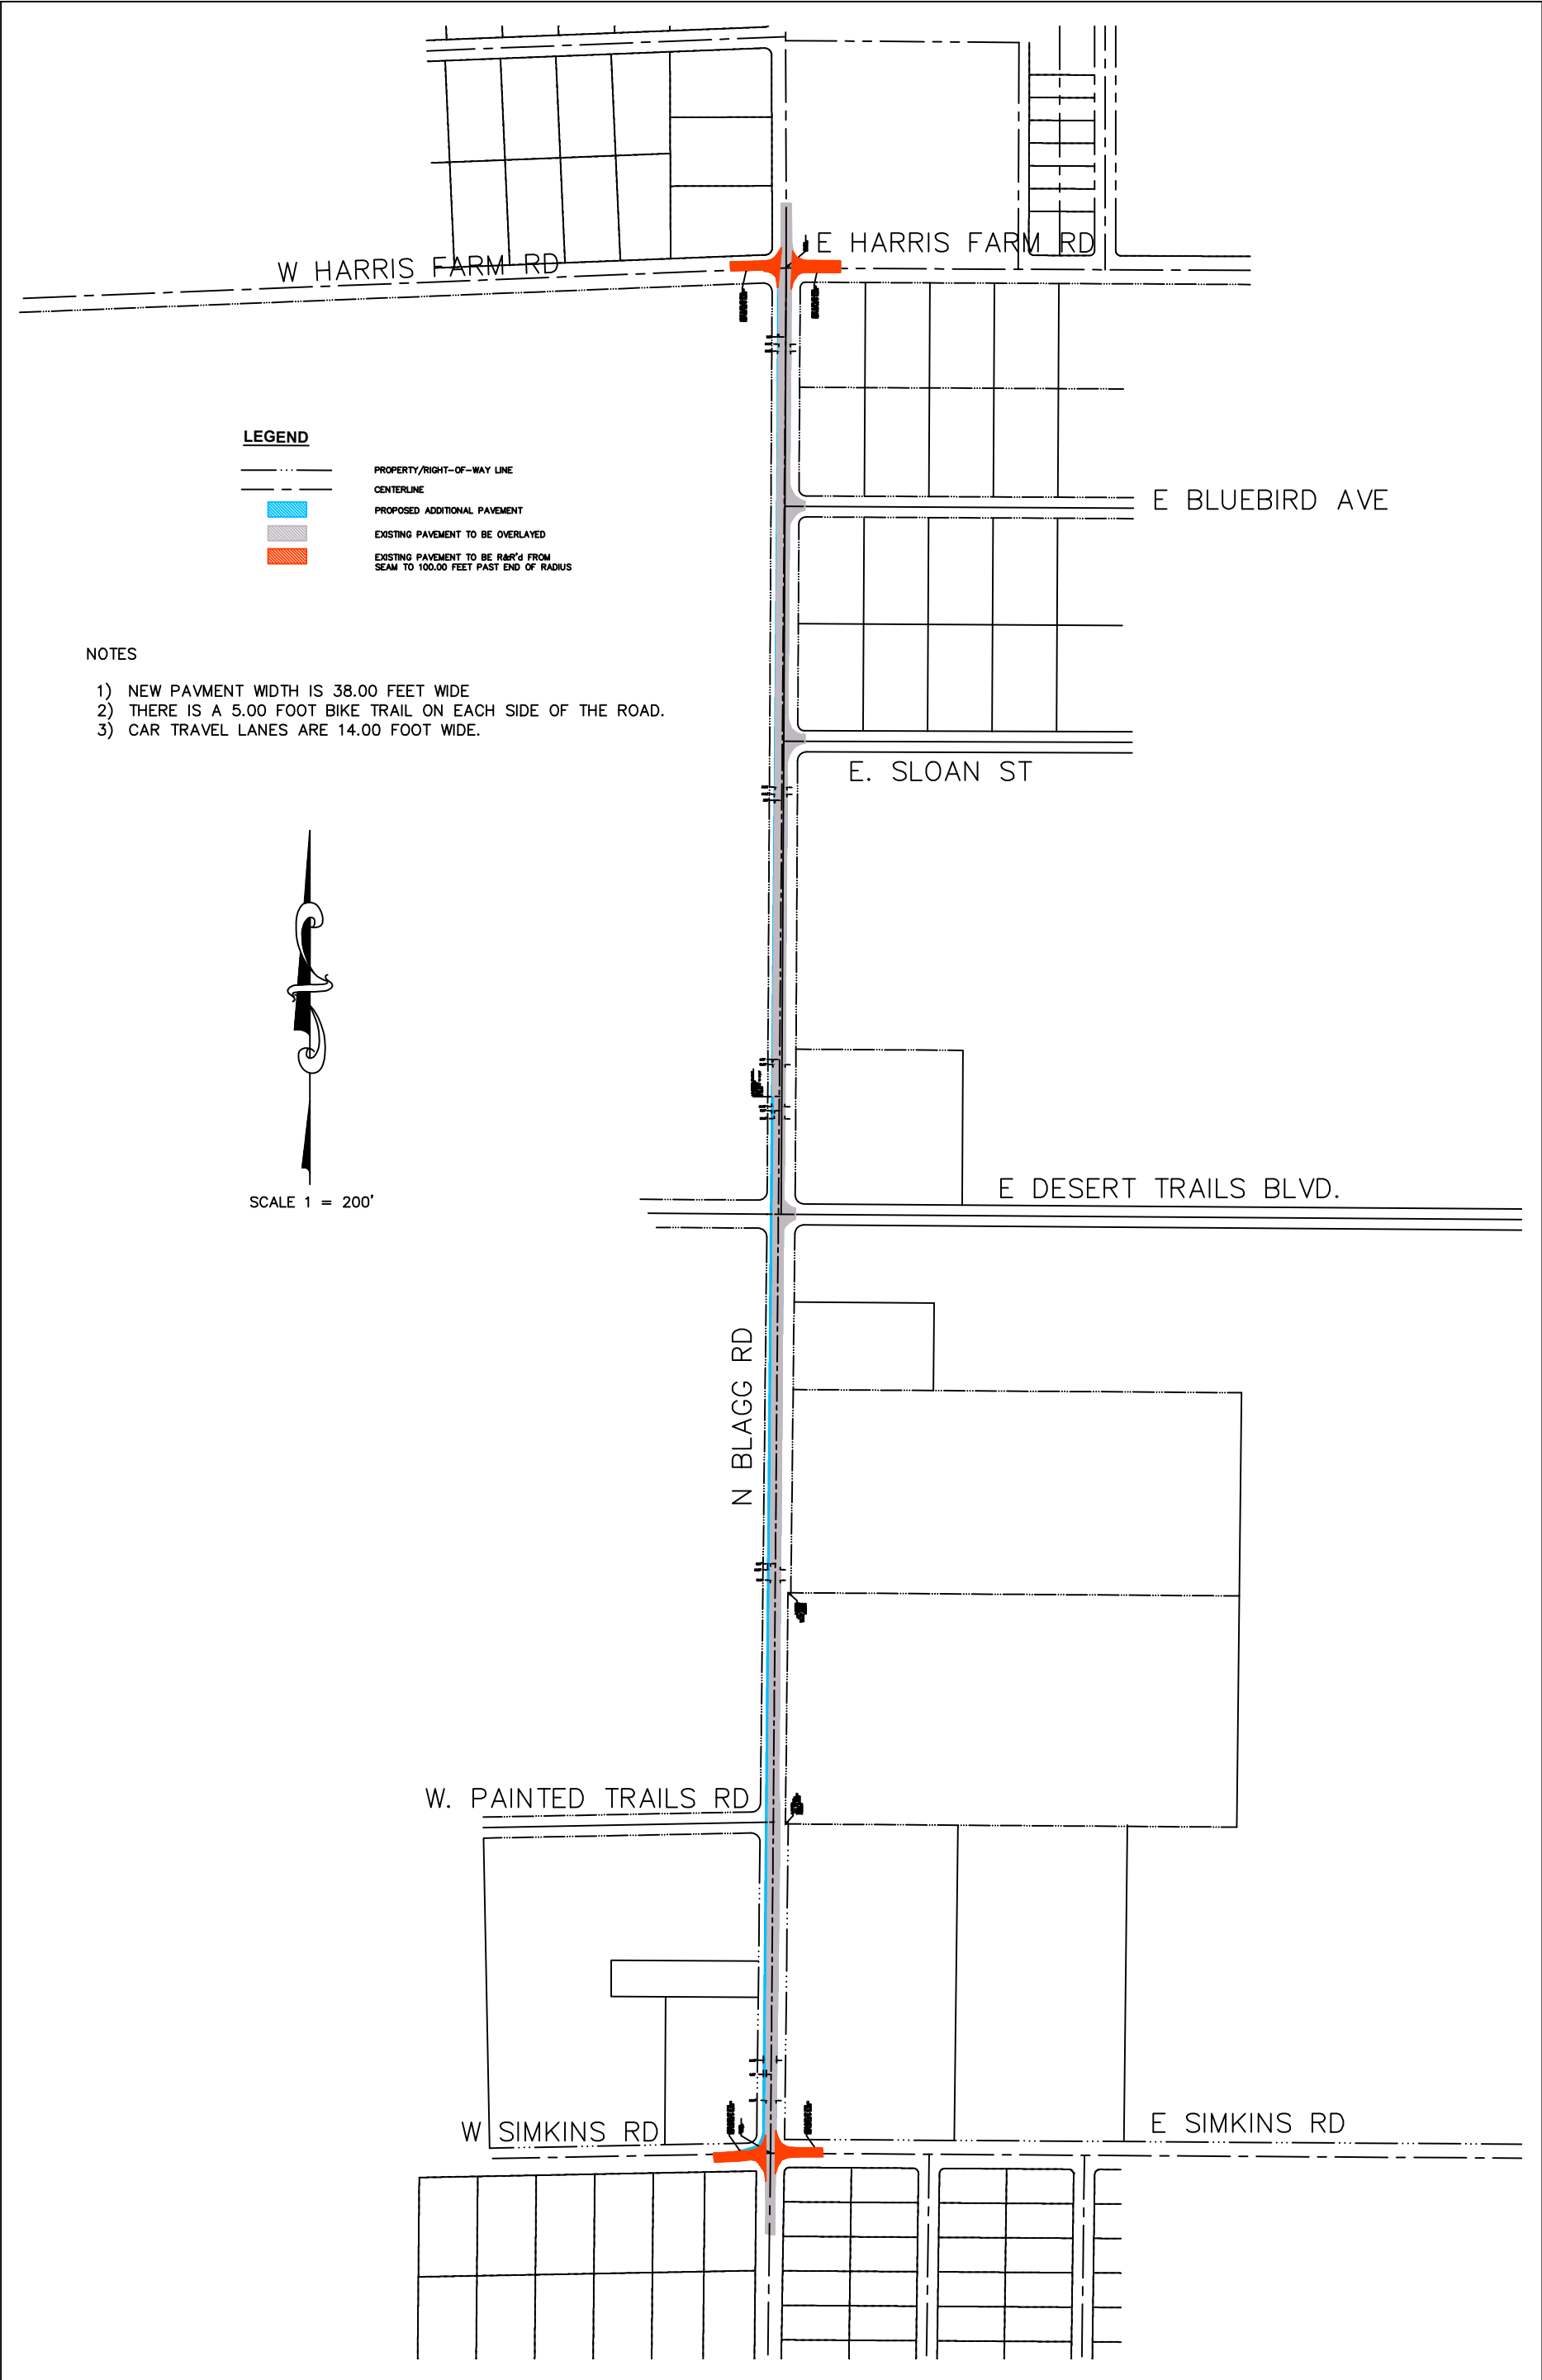 E HARRIS FARM RD
W HARRIS FARM RD
LEGEND
PROPERTY/RIGHT-OF-WAY LINE
CENTERLINE
PROPOSED ADDITIONAL PAVEMENT
EXISTING PAVEMENT TO BE OVERLAYED
EXISTING PAVEMENT TO BE R&R'd FROM
SEAM TO 100.00 FEET PAST END OF RADIUS
E BLUEBIRD AVE
NOTES
1) NEW PAVMENT WIDTH IS 38.00 FEET WIDE
2) THERE IS A 5.00 FOOT BIKE TRAIL ON EACH SIDE OF THE ROAD.
3) CAR TRAVEL LANES ARE 14.00 FOOT WIDE.
E. SLOAN ST
SCALE 1 = 200'
E DESERT TRAILS BLVD.
N BLAGG RD
W. PAINTED TRAILS RD
W SIMKINS RD
E SIMKINS RD